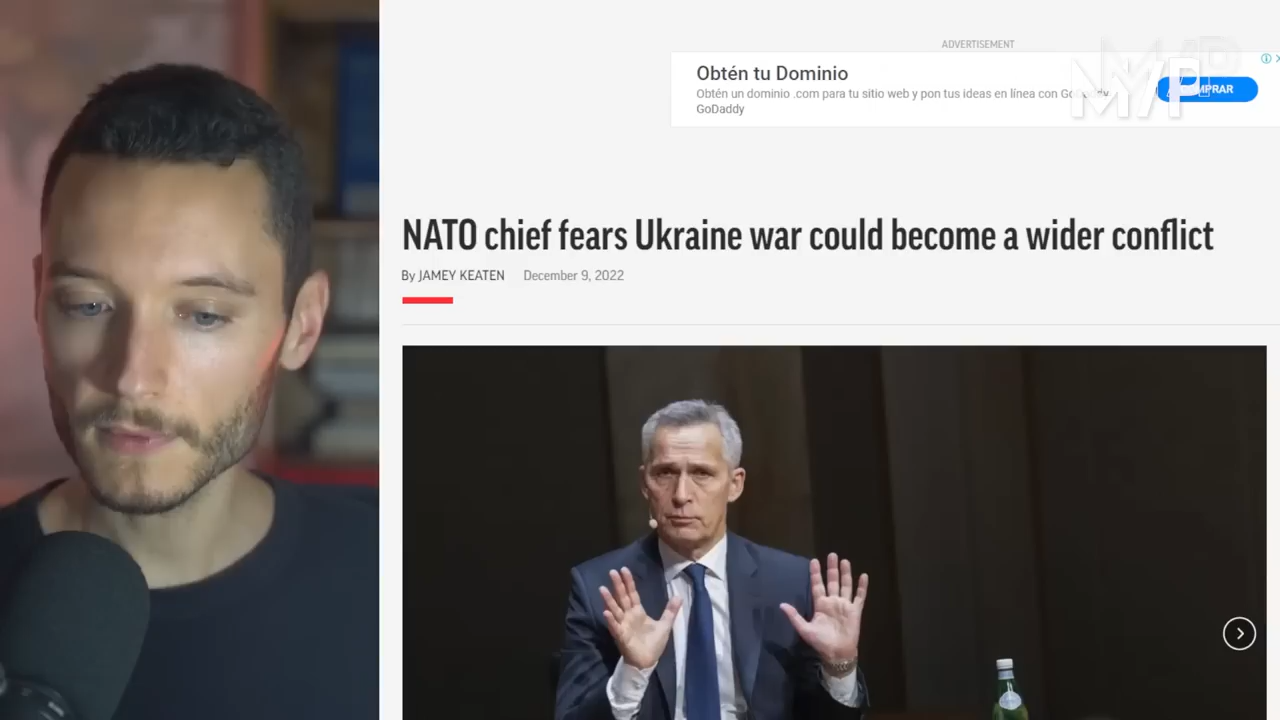 ADVERTISEMENT
Obtén tu Dominio
Obtén un dominio .com para tu sitio web y pon tus ideas en línea con
GoDaddy
NATO chief fears Ukraine war could become a wider conflict
By JAMEY KEATEN December 9, 2022